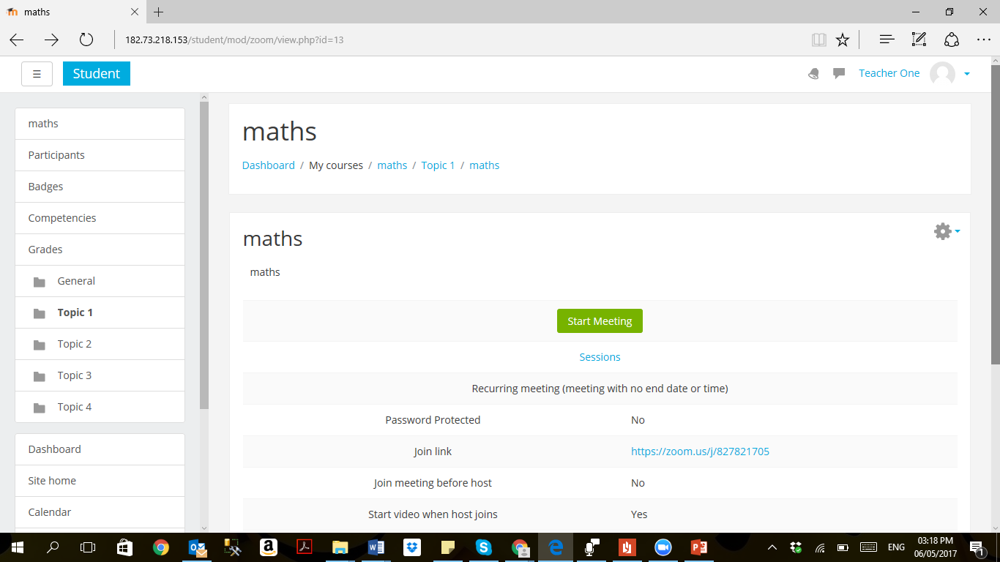 maths
182.73.218.153/student/mod/zoom/view.php?id=13
Student
Teacher One
maths
Participants
Badges
Competencies
Grades
General
Topic 1
Topic 2
Topic 3
Topic 4
Dashboard
Site home
Calendar
maths
Dashboard / My courses / maths / Topic 1 / maths
maths
maths
Start Meeting
Sessions
Recurring meeting (meeting with no end date or time)
Password Protected No
Join link https://zoom.us/j/827821705
Join meeting before host No
Start video when host joins Yes
ENG
03:18 PM
06/05/2017
1